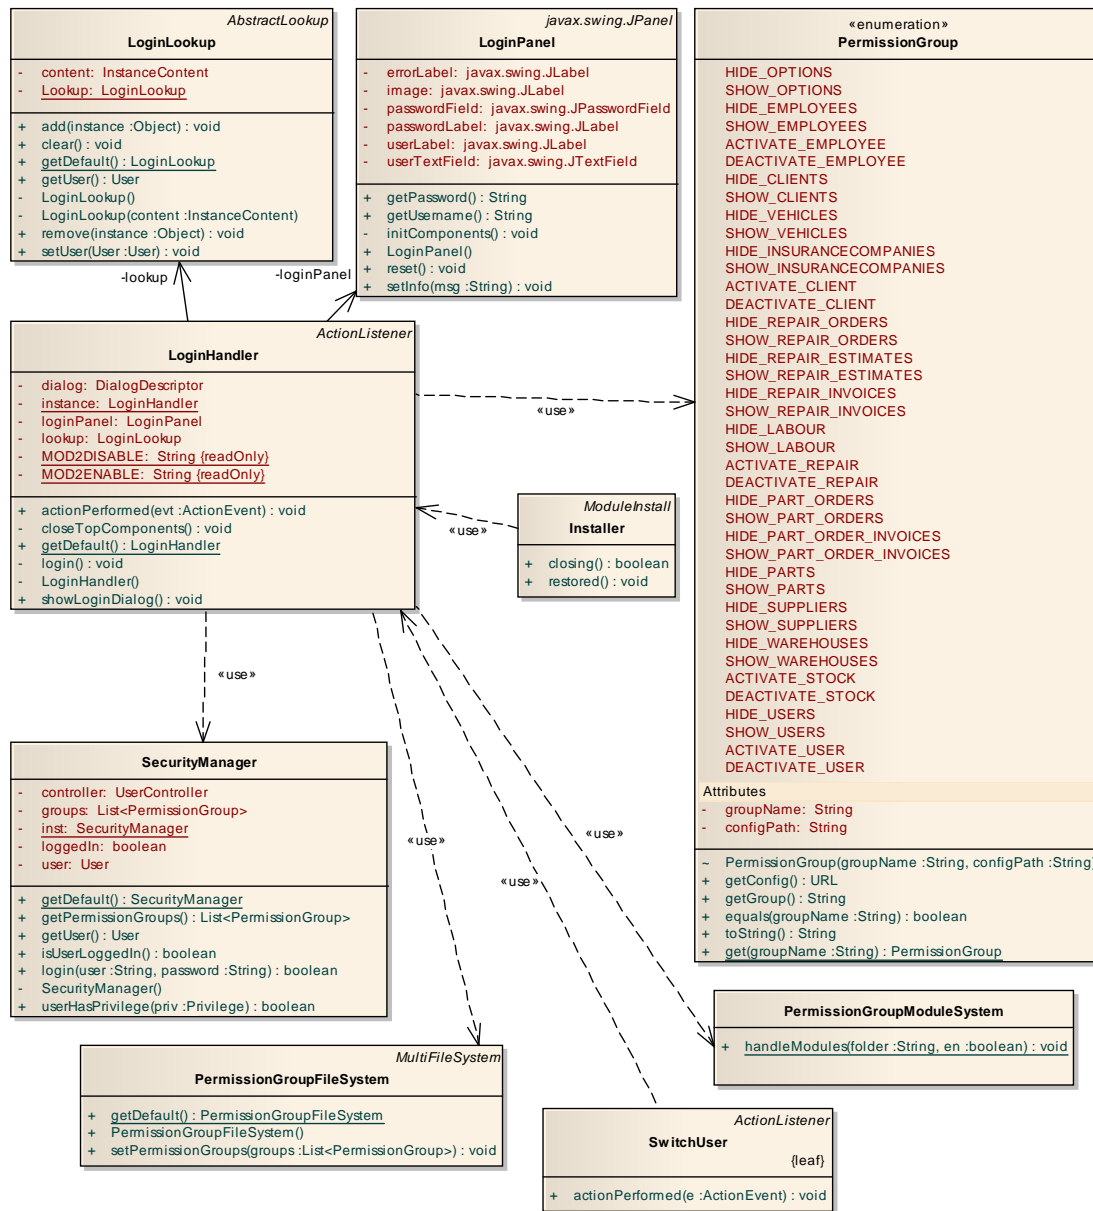 AbstractLookup
LoginLookup
- content: InstanceContent
- Lookup: LoginLookup
+ add(instance :Object) : void
+ clear() : void
+ getDefault() : LoginLookup
+ getUser() : User
- LoginLookup()
- LoginLookup(content :InstanceContent)
+ remove(instance :Object) : void
+ setUser(User :User) : void
javax.swing.JPanel
LoginPanel
- errorLabel: javax.swing.JLabel
- image: javax.swing.JLabel
- passwordField: javax.swing.JPasswordField
- passwordLabel: javax.swing.JLabel
- userLabel: javax.swing.JLabel
- userTextField: javax.swing.JTextField
+ getPassword() : String
+ getUsername() : String
- initComponents() : void
+ LoginPanel()
+ reset() : void
+ setInfo(msg :String) : void
«enumeration»
PermissionGroup
HIDE_OPTIONS
SHOW_OPTIONS
HIDE_EMPLOYEES
SHOW_EMPLOYEES
ACTIVATE_EMPLOYEE
DEACTIVATE_EMPLOYEE
HIDE_CLIENTS
SHOW_CLIENTS
HIDE_VEHICLES
SHOW_VEHICLES
HIDE_INSURANCECOMPANIES
SHOW_INSURANCECOMPANIES
ACTIVATE_CLIENT
DEACTIVATE_CLIENT
HIDE_REPAIR_ORDERS
SHOW_REPAIR_ORDERS
HIDE_REPAIR_ESTIMATES
SHOW_REPAIR_ESTIMATES
HIDE_REPAIR_INVOICES
SHOW_REPAIR_INVOICES
HIDE_LABOUR
SHOW_LABOUR
ACTIVATE_REPAIR
DEACTIVATE_REPAIR
HIDE_PART_ORDERS
SHOW_PART_ORDERS
HIDE_PART_ORDER_INVOICES
SHOW_PART_ORDER_INVOICES
HIDE_PARTS
SHOW_PARTS
HIDE_SUPPLIERS
SHOW_SUPPLIERS
HIDE_WAREHOUSES
SHOW_WAREHOUSES
ACTIVATE_STOCK
DEACTIVATE_STOCK
HIDE_USERS
SHOW_USERS
ACTIVATE_USER
DEACTIVATE_USER
Attributes
- groupName: String
- configPath: String
~ PermissionGroup(groupName :String, configPath :String)
+ getConfig() : URL
+ getGroup() : String
+ equals(groupName :String) : boolean
+ toString() : String
+ get(groupName :String) : PermissionGroup
-lookup
-loginPanel
ActionListener
LoginHandler
- dialog: DialogDescriptor
- instance: LoginHandler
- loginPanel: LoginPanel
- lookup: LoginLookup
- MOD2DISABLE: String {readOnly}
- MOD2ENABLE: String {readOnly}
+ actionPerformed(evt :ActionEvent) : void
- closeTopComponents() : void
+ getDefault() : LoginHandler
- login() : void
- LoginHandler()
+ showLoginDialog() : void
«use»
«use»
ModuleInstall
Installer
+ closing() : boolean
+ restored() : void
«use»
SecurityManager
- controller: UserController
- groups: List<PermissionGroup>
- inst: SecurityManager
- loggedIn: boolean
- user: User
+ getDefault() : SecurityManager
+ getPermissionGroups() : List<PermissionGroup>
+ getUser() : User
+ isUserLoggedIn() : boolean
+ login(user :String, password :String) : boolean
- SecurityManager()
+ userHasPrivilege(priv :Privilege) : boolean
«use»
«use»
«use»
PermissionGroupModuleSystem
+ handleModules(folder :String, en :boolean) : void
MultiFileSystem
PermissionGroupFileSystem
+ getDefault() : PermissionGroupFileSystem
+ PermissionGroupFileSystem()
+ setPermissionGroups(groups :List<PermissionGroup>) : void
ActionListener
SwitchUser
{leaf}
+ actionPerformed(e :ActionEvent) : void